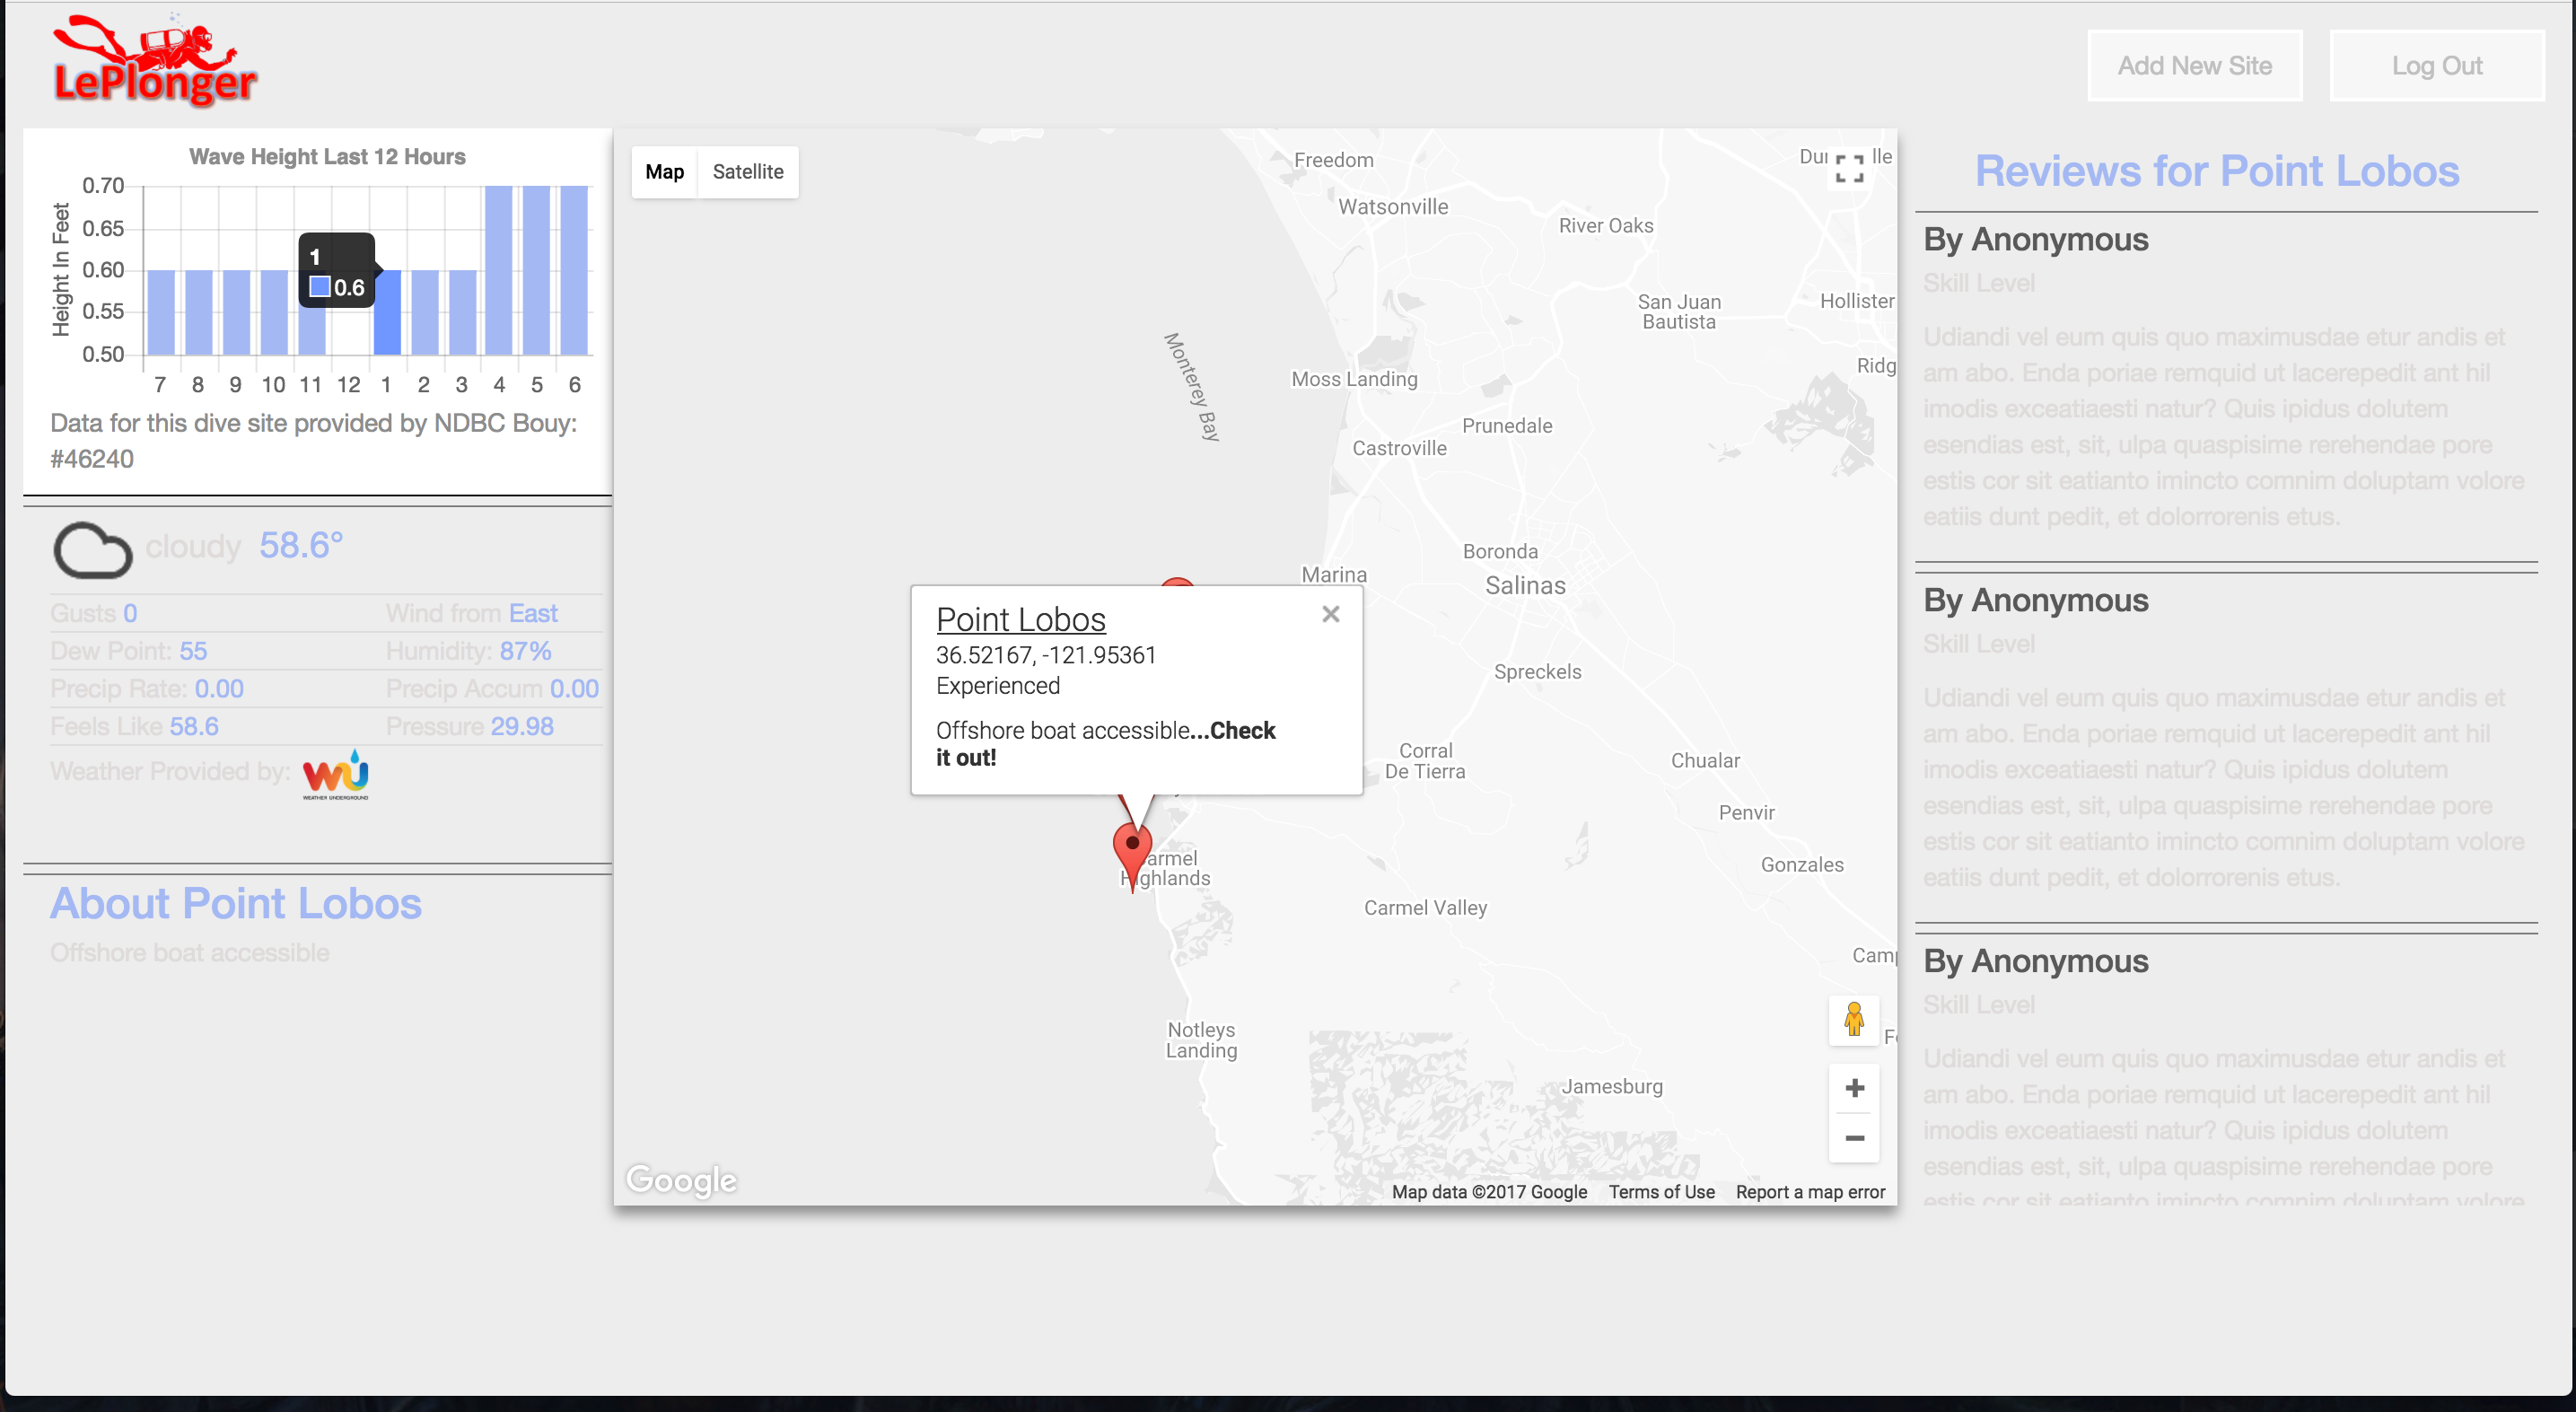 LePlonger
Add New Site
Log Out
Wave Height Last 12 Hours
Height In Feet
0.70
0.65
0.60
0.55
0.50
1
0.6
7 8 9 10 11 12 1 2 3 4 5 6
Data for this dive site provided by NDBC Bouy:
#46240
cloudy 58.6°
Gusts 0 Wind from East
Dew Point: 55 Humidity: 87%
Precip Rate: 0.00 Precip Accum 0.00
Feels Like 58.6 Pressure 29.98
Weather Provided by:
WU
WEATHER UNDERGROUND
About Point Lobos
Offshore boat accessible
Map Satellite
Freedom
Watsonville
River Oaks
San Juan
Bautista
Hollister
Ridg
Monterey Bay
Moss Landing
Prunedale
Castroville
Boronda
Marina
Salinas
Spreckels
Point Lobos
36.52167, -121.95361
Experienced
Offshore boat accessible...Check
it out!
Corral
De Tierra
Chualar
Penvir
armel
Highlands
Gonzales
Carmel Valley
Notleys
Landing
Jamesburg
Google
Map data ©2017 Google Terms of Use Report a map error
Reviews for Point Lobos
By Anonymous
Skill Level
Udiandi vel eum quis quo maximusdae etur andis et
am abo. Enda poriae remquid ut lacerepedit ant hil
imodis exceatiaesti natur? Quis ipidus dolutem
esendias est, sit, ulpa quaspisime rerehendae pore
estis cor sit eatianto imincto comnim doluptam volore
eatiis dunt pedit, et dolorrorenis etus.
By Anonymous
Skill Level
Udiandi vel eum quis quo maximusdae etur andis et
am abo. Enda poriae remquid ut lacerepedit ant hil
imodis exceatiaesti natur? Quis ipidus dolutem
esendias est, sit, ulpa quaspisime rerehendae pore
estis cor sit eatianto imincto comnim doluptam volore
eatiis dunt pedit, et dolorrorenis etus.
By Anonymous
Skill Level
Udiandi vel eum quis quo maximusdae etur andis et
am abo. Enda poriae remquid ut lacerepedit ant hil
imodis exceatiaesti natur? Quis ipidus dolutem
esendias est, sit, ulpa quaspisime rerehendae pore
estis cor sit eatianto imincto comnim doluptam volore